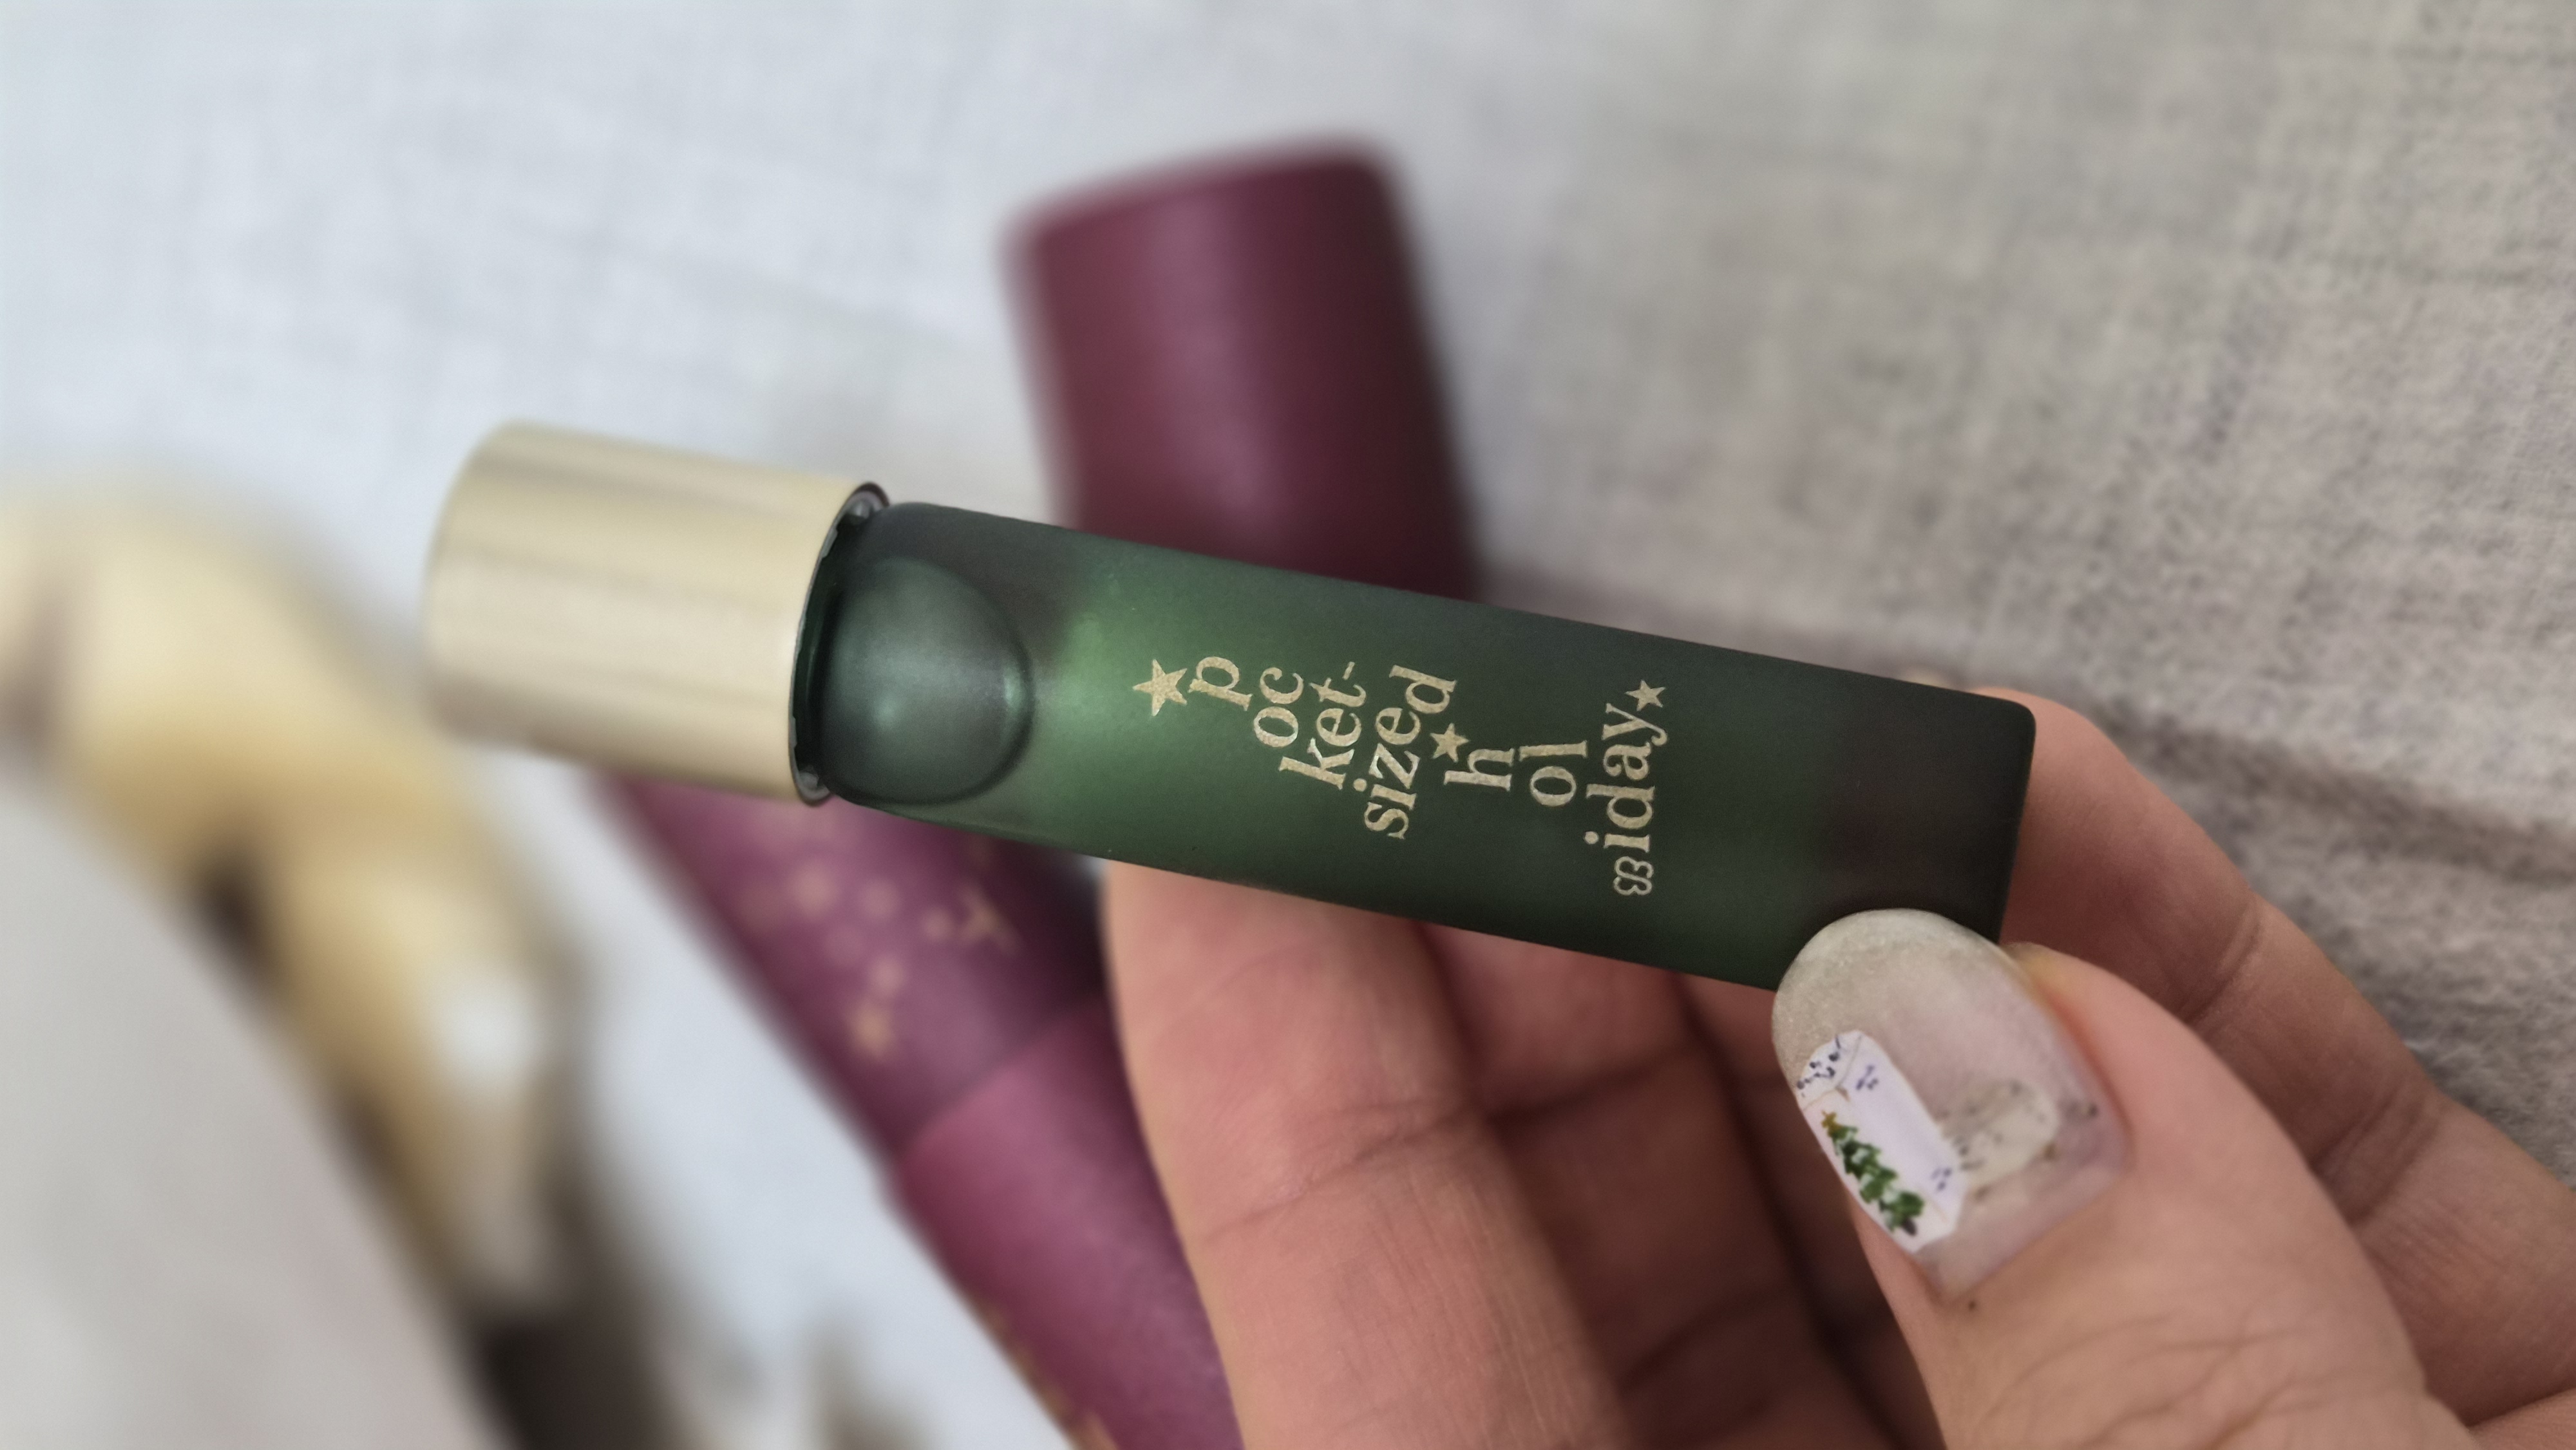 p
oc
ket-
sized
h
ol
iday